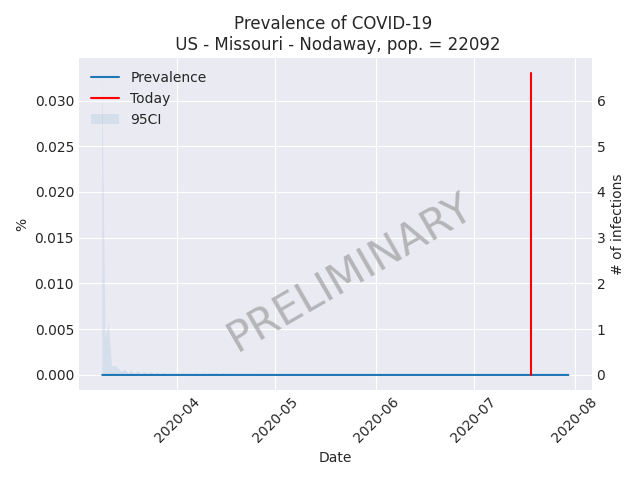 Prevalence of COVID-19
US - Missouri - Nodaway, pop. = 22092
Prevalence
Today
95CI
0.030
0.025
0.020
0.015
0.010
0.005
0.000
%
6
5
4
3
2
1
0
# of infections
PRELIMINARY
2020-04
2020-05
2020-06
2020-07
2020-08
Date